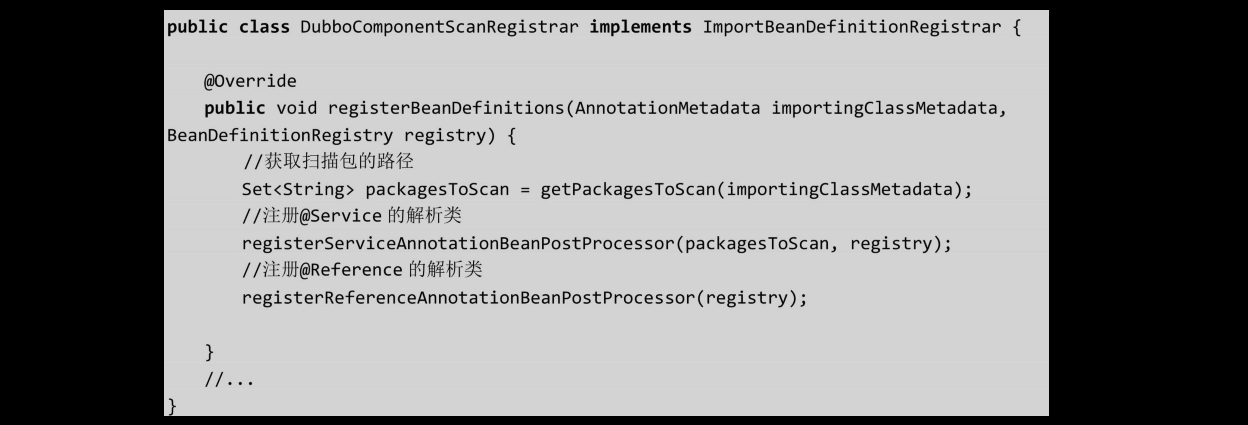 public class DubboComponentScanRegistrar implements ImportBeanDefinitionRegistrar {
@Override
public void registerBeanDefinitions(AnnotationMetadata importingClassMetadata,
BeanDefinitionRegistry registry) {
//获取扫描包的路径
Set<String> packagesToScan = getPackagesToScan(importingClassMetadata);
//注册@Service 的解析类
registerServiceAnnotationBeanPostProcessor(packagesToScan, registry);
//注册@Reference 的解析类
registerReferenceAnnotationBeanPostProcessor(registry);
}
//...
}